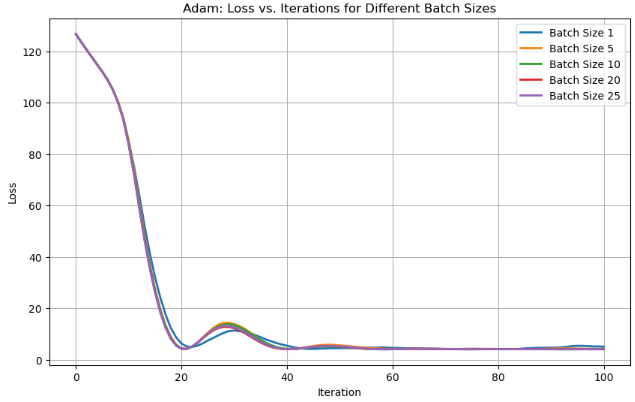 Adam: Loss vs. Iterations for Different Batch Sizes
Batch Size 1
Batch Size 5
Batch Size 10
Batch Size 20
Batch Size 25
120
100
80
60
40
20
0
Loss
0 20 40 60 80 100
Iteration